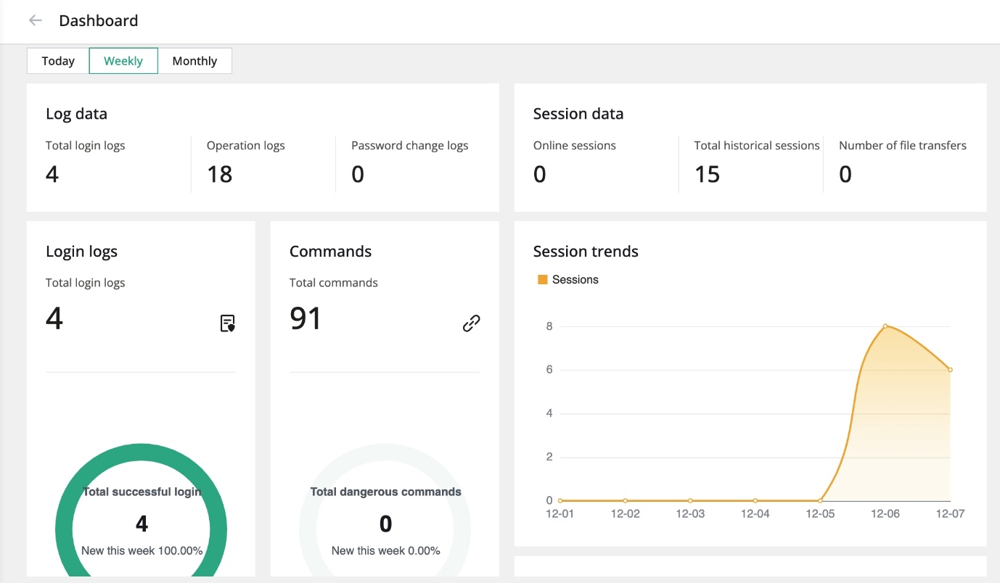 Dashboard
Today Weekly Monthly
Log data
Total login logs Operation logs Password change logs
4 18 0
Session data
Online sessions Total historical sessions Number of file transfers
0 15 0
Login logs
Total login logs
4
Total successful login
4
New this week 100.00%
Commands
Total commands
91
Total dangerous commands
0
New this week 0.00%
Session trends
Sessions
8
6
4
2
0
12-01 12-02 12-03 12-04 12-05 12-06 12-07